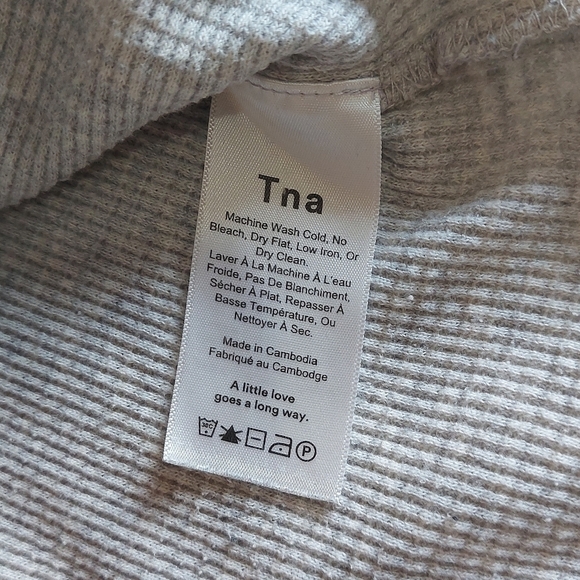 Tna
Machine Wash Cold, No
Bleach, Dry Flat, Low Iron, Or
Dry Clean.
Laver À La Machine À L'eau
Froide, Pas De Blanchiment,
Sécher À Plat, Repasser À
Basse Température, Ou
Nettoyer À Sec.
Made in Cambodia
Fabriqué au Cambodge
A little love
goes a long way.
30C P